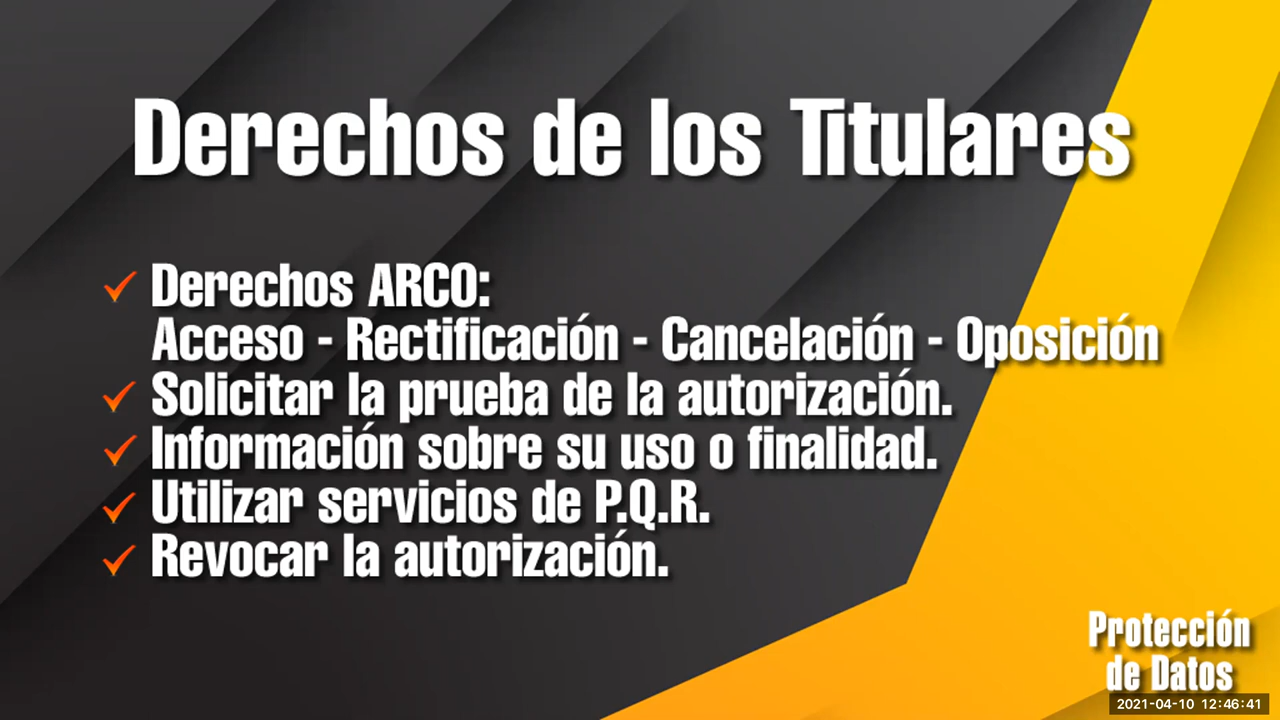 Derechos de los Titulares
Derechos ARCO:
Acceso - Rectificación - Cancelación - Oposición
Solicitar la prueba de la autorización.
Información sobre su uso o finalidad.
Utilizar servicios de P.Q.R.
Revocar la autorización.
Protección
de Datos
2021-04-10 12:46:41